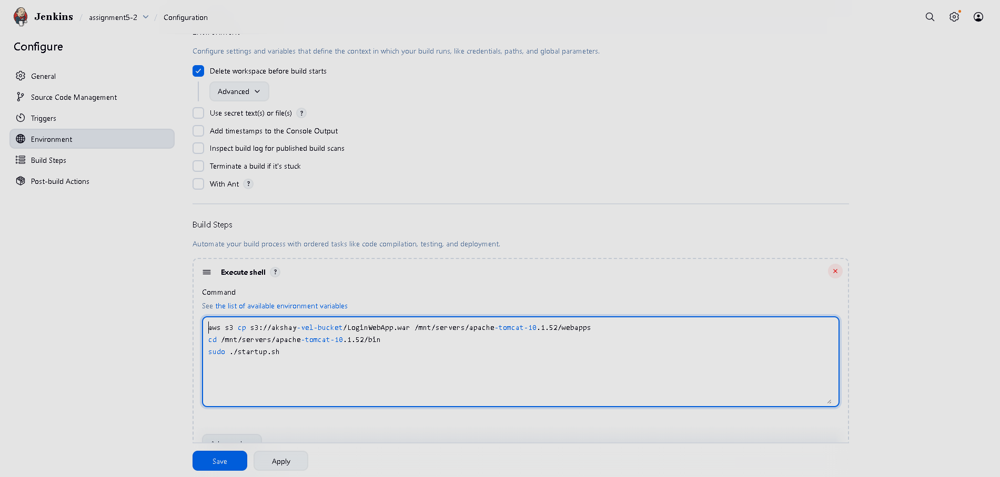 Jenkins / assignment5-2 / Configuration
Configure
General
Source Code Management
Triggers
Environment
Build Steps
Post-build Actions
Configure settings and variables that define the context in which your build runs, like credentials, paths, and global parameters.
Delete workspace before build starts
Advanced
Use secret text(s) or file(s) ?
Add timestamps to the Console Output
Inspect build log for published build scans
Terminate a build if it's stuck
With Ant ?
Build Steps
Automate your build process with ordered tasks like code compilation, testing, and deployment.
Execute shell ?
Command
See the list of available environment variables
aws s3 cp s3://akshay-vel-bucket/LoginWebApp.war /mnt/servers/apache-tomcat-10.1.52/webapps
cd /mnt/servers/apache-tomcat-10.1.52/bin
sudo ./startup.sh
Save
Apply